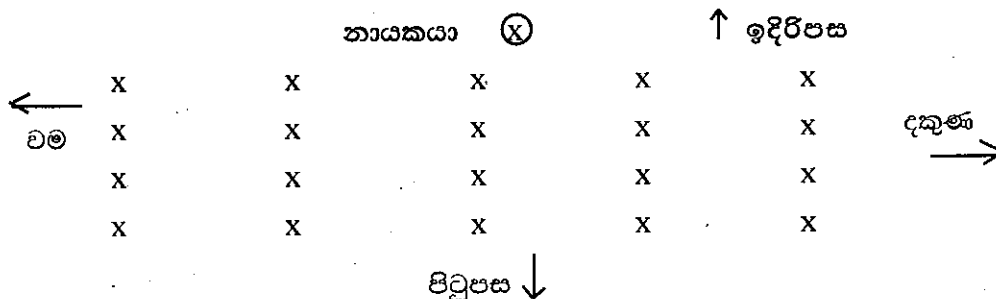 නායකයා ⓧ ↑ ඉදිරිපස
x x x x x
← වම x x x x x දකුණ →
x x x x x
x x x x x
පිටුපස ↓